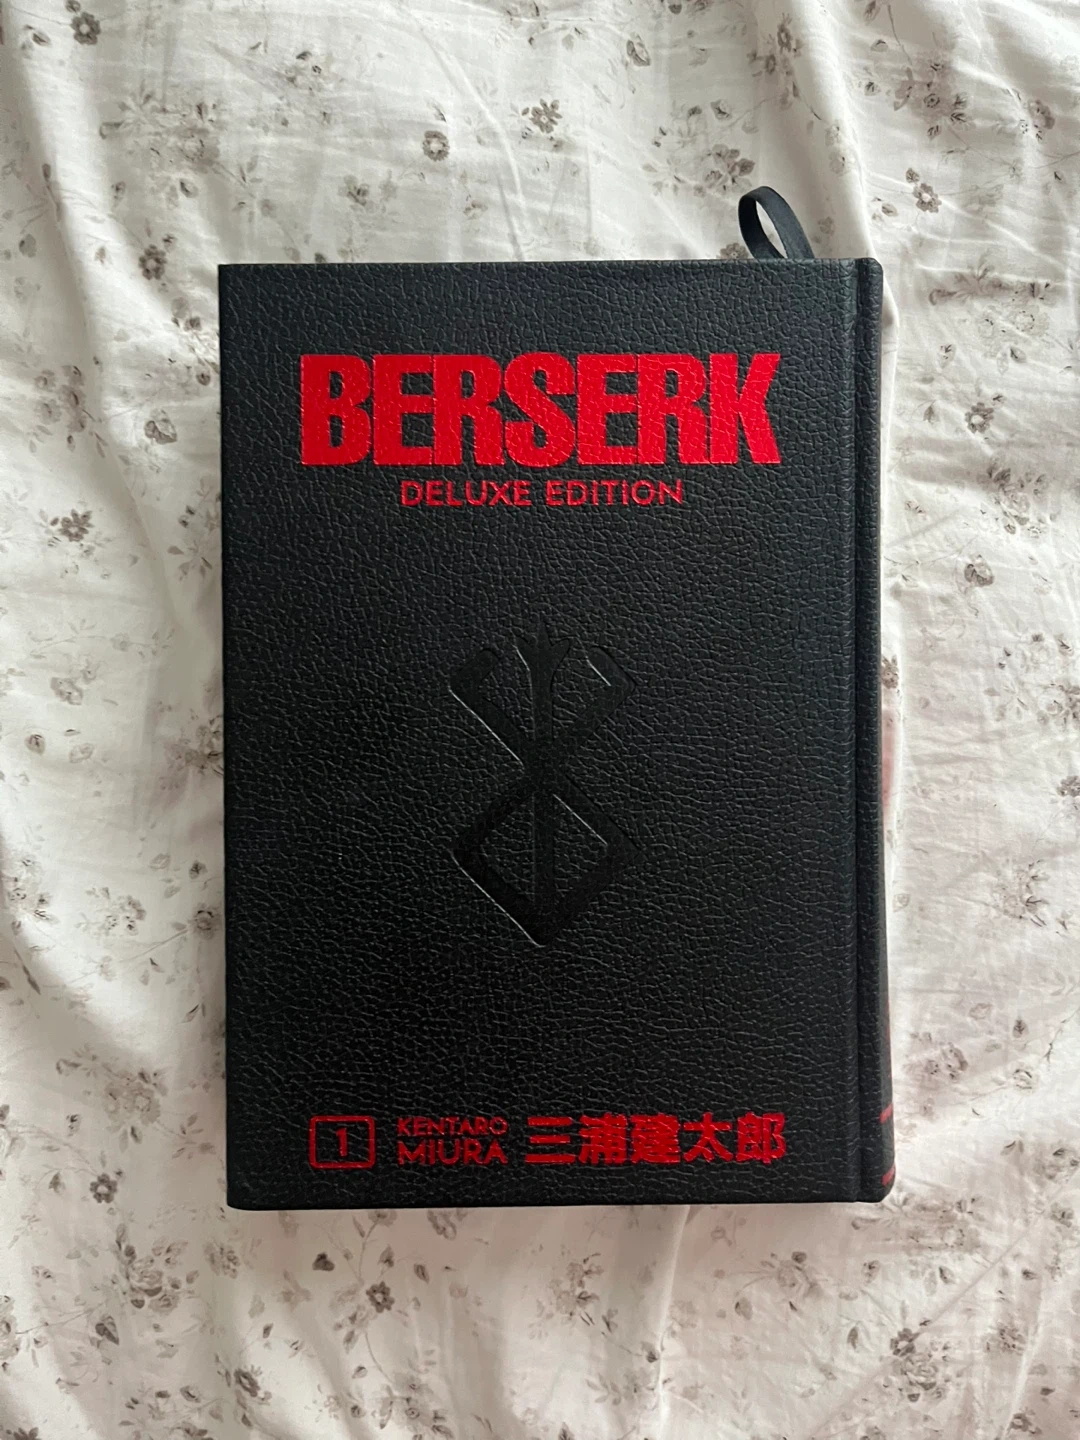 BERSERK
DELUXE EDITION
1
KENTARO
MIURA
三浦建太郎